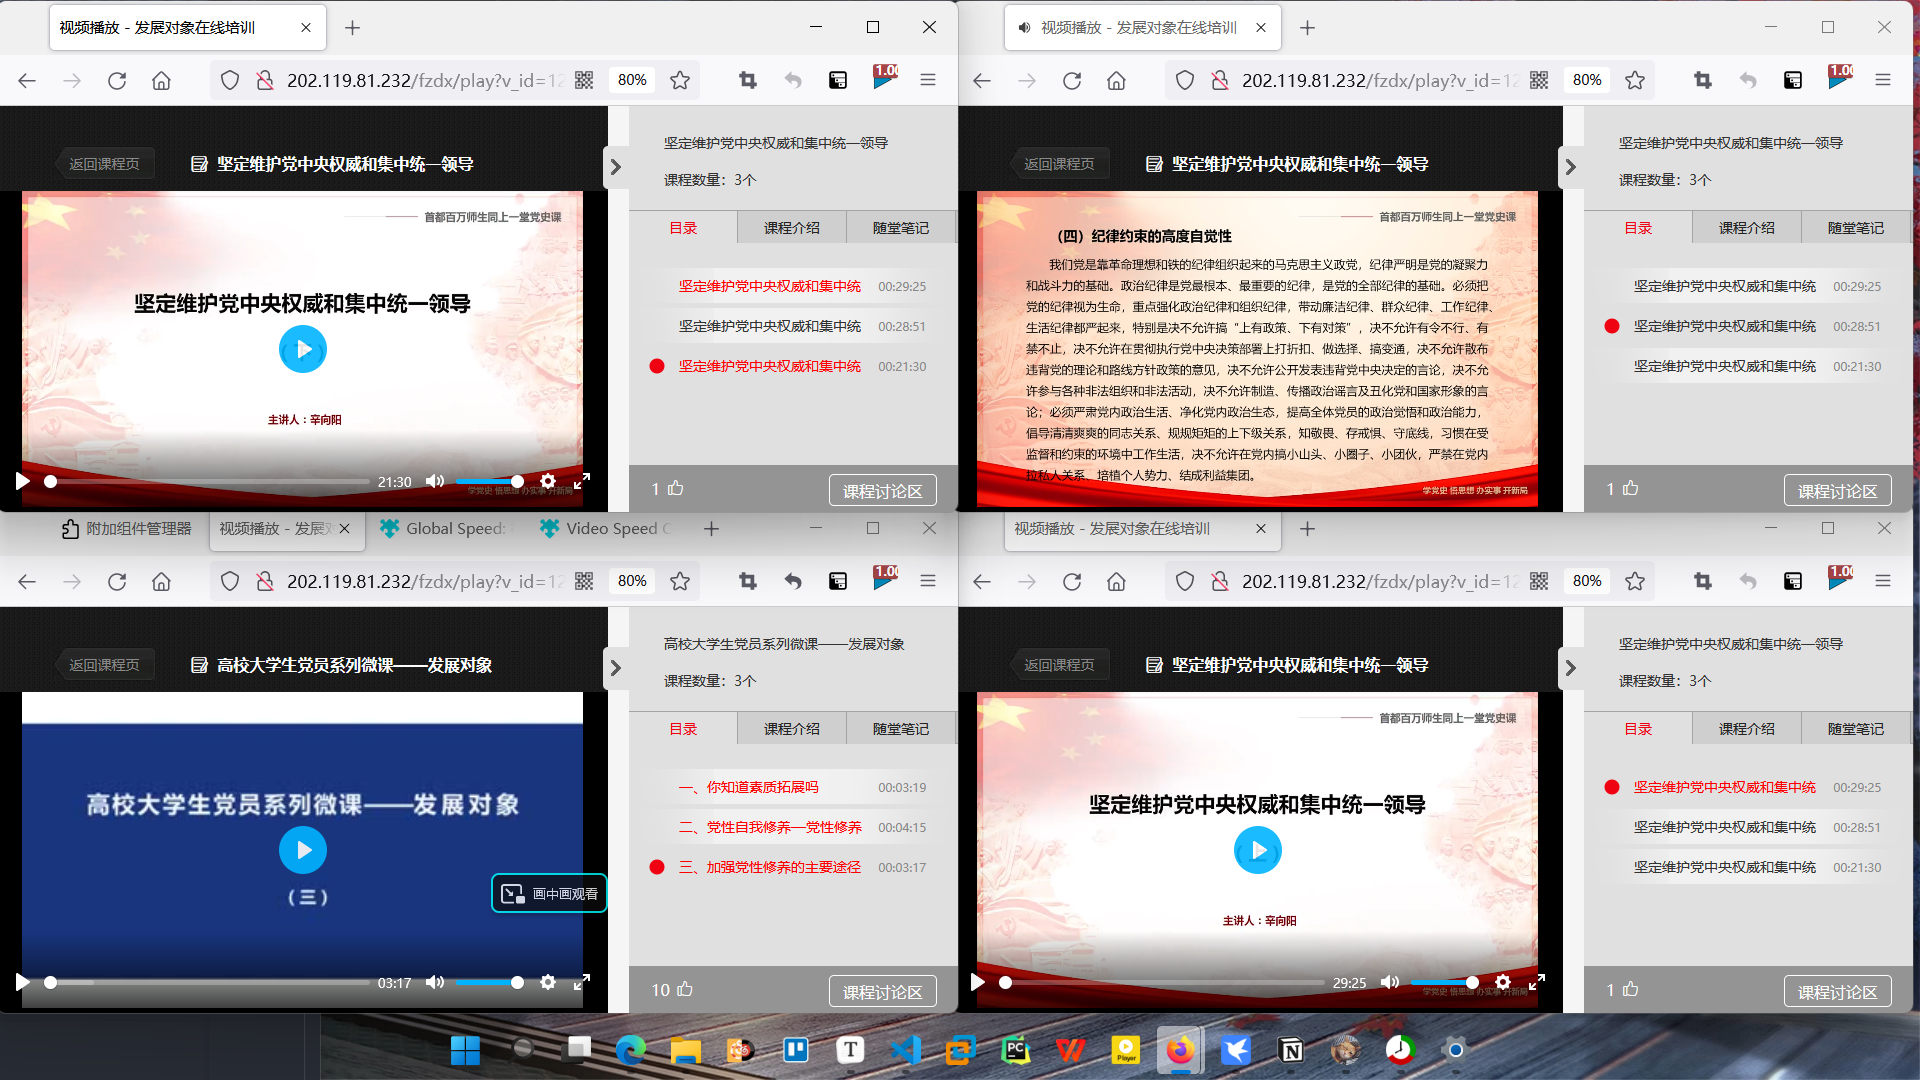 视频播放 - 发展对象在线培训
202.119.81.232/fzdx/play?v_id=12
80%
1.00
返回课程页
坚定维护党中央权威和集中统一领导
首都百万师生同上一堂党史课
坚定维护党中央权威和集中统一领导
主讲人：辛向阳
21:30
学党史 悟思想 办实事 开新局
坚定维护党中央权威和集中统一领导
课程数量：3个
目录
课程介绍
随堂笔记
坚定维护党中央权威和集中统 00:29:25
坚定维护党中央权威和集中统 00:28:51
坚定维护党中央权威和集中统 00:21:30
1
课程讨论区
视频播放 - 发展对象在线培训
202.119.81.232/fzdx/play?v_id=12
80%
1.00
返回课程页
坚定维护党中央权威和集中统一领导
首都百万师生同上一堂党史课
（四）纪律约束的高度自觉性
我们党是靠革命理想和铁的纪律组织起来的马克思主义政党，纪律严明是党的凝聚力
和战斗力的基础。政治纪律是党最根本、最重要的纪律，是党的全部纪律的基础。必须把
党的纪律视为生命，重点强化政治纪律和组织纪律，带动廉洁纪律、群众纪律、工作纪律、
生活纪律都严起来，特别是决不允许搞“上有政策、下有对策”，决不允许有令不行、有
禁不止，决不允许在贯彻执行党中央决策部署上打折扣、做选择、搞变通，决不允许散布
违背党的理论和路线方针政策的意见，决不允许公开发表违背党中央决定的言论，决不允
许参与各种非法组织和非法活动，决不允许制造、传播政治谣言及丑化党和国家形象的言
论；必须严肃党内政治生活、净化党内政治生态，提高全体党员的政治觉悟和政治能力，
倡导清清爽爽的同志关系、规规矩矩的上下级关系，知敬畏、存戒惧、守底线，习惯在受
监督和约束的环境中工作生活，决不允许在党内搞小山头、小圈子、小团伙，严禁在党内
拉私人关系、培植个人势力、结成利益集团。
学党史 悟思想 办实事 开新局
坚定维护党中央权威和集中统一领导
课程数量：3个
目录
课程介绍
随堂笔记
坚定维护党中央权威和集中统 00:29:25
坚定维护党中央权威和集中统 00:28:51
坚定维护党中央权威和集中统 00:21:30
1
课程讨论区
附加组件管理器
视频播放 - 发展对
Global Speed:
Video Speed C
202.119.81.232/fzdx/play?v_id=12
80%
1.00
返回课程页
高校大学生党员系列微课——发展对象
高校大学生党员系列微课——发展对象
（三）
画中画观看
03:17
高校大学生党员系列微课——发展对象
课程数量：3个
目录
课程介绍
随堂笔记
一、你知道素质拓展吗 00:03:19
二、党性自我修养—党性修养 00:04:15
三、加强党性修养的主要途径 00:03:17
10
课程讨论区
视频播放 - 发展对象在线培训
202.119.81.232/fzdx/play?v_id=12
80%
1.00
返回课程页
坚定维护党中央权威和集中统一领导
首都百万师生同上一堂党史课
坚定维护党中央权威和集中统一领导
主讲人：辛向阳
29:25
学党史 悟思想 办实事 开新局
坚定维护党中央权威和集中统一领导
课程数量：3个
目录
课程介绍
随堂笔记
坚定维护党中央权威和集中统 00:29:25
坚定维护党中央权威和集中统 00:28:51
坚定维护党中央权威和集中统 00:21:30
1
课程讨论区
T
PC
Player
N